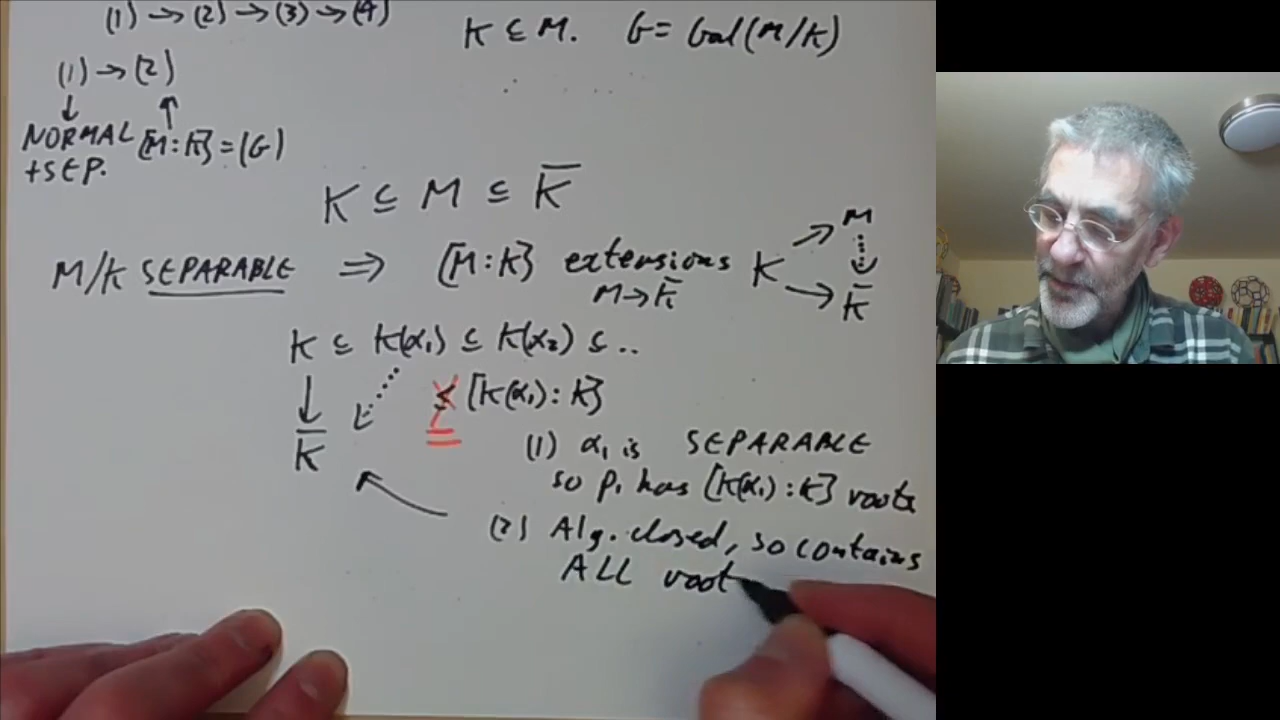 (1) → (2) → (3) → (4)
K ⊆ M. G = Gal(M/K)
(1) → (2)
NORMAL
+SEP.
[M:K] = |G|
K ⊆ M ⊆ K̅
M/K SEPARABLE ⇒ [M:K] extensions
M → K̅
K → M
K̅
K ⊆ K(α₁) ⊆ K(α₂) ⊆ ..
K̅
≤ [K(α₁):K]
=
(1) α₁ is SEPARABLE
so p₁ has [K(α₁):K] roots
(2) Alg. closed, so contains
ALL root